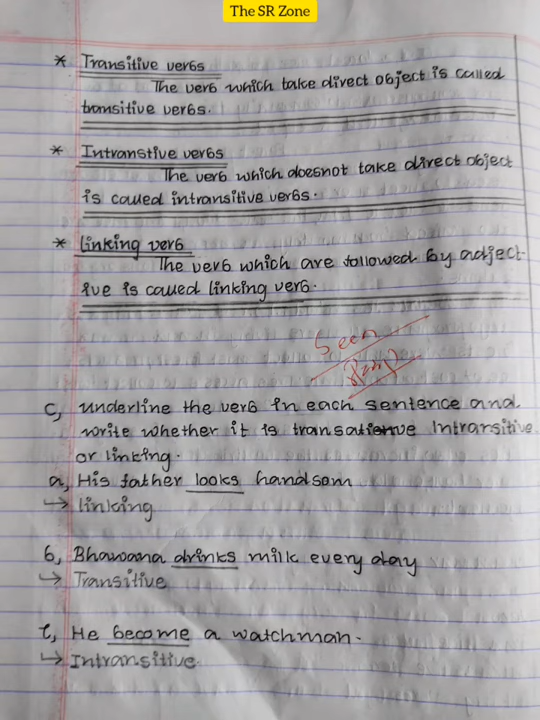 The SR Zone
* Transitive verbs
The verb which take direct object is called
transitive verbs.
* Intranstive verbs
The verb which doesnot take direct object
is called intransitive verbs.
* linking verb
The verb which are followed by adject-
ive is called linking verb.
Seen
C, underline the verb in each sentence and
write whether it is Intransitive
or linking.
a, His father looks handsom
→ linking
b, Bhawana drinks milk every day
→ Transitive
c, He become a watchman.
→ Intransitive.